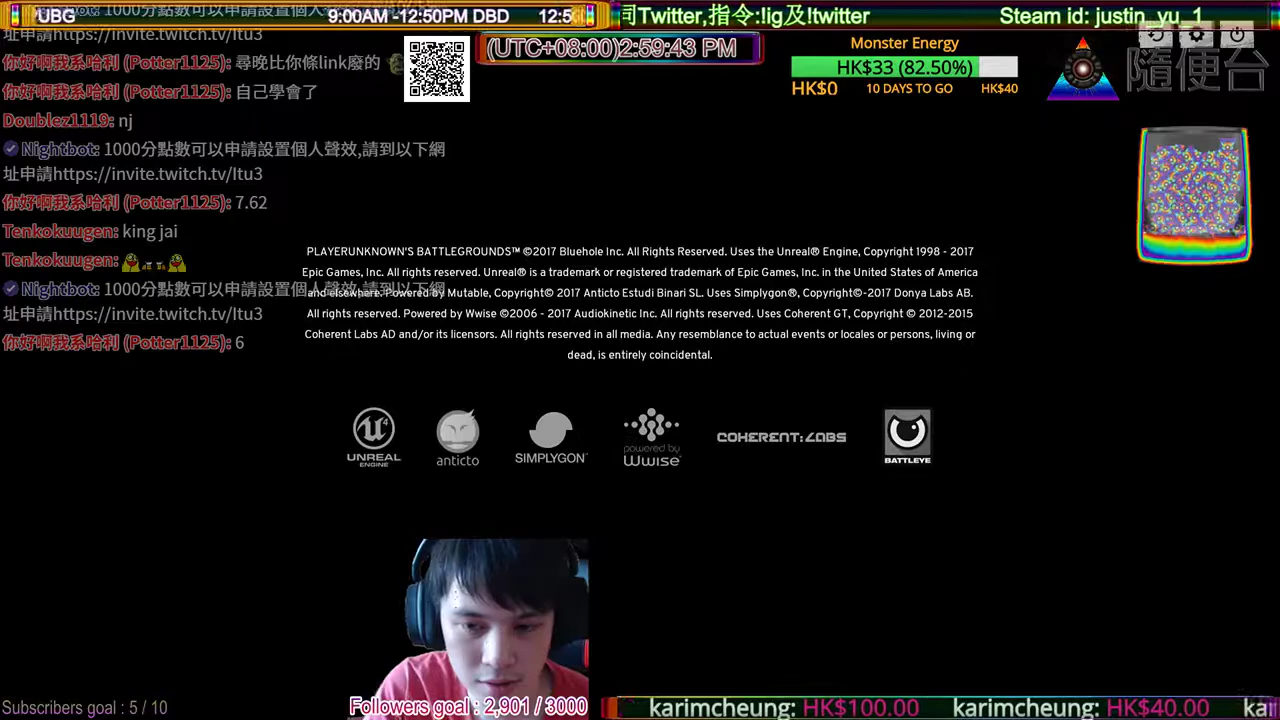 UBG
9:00AM -12:50PM DBD
12:5
司Twitter,指令:!ig及!twitter
Steam id: justin_yu_1
址申請https://invite.twitch.tv/Itu3
你好啊我系哈利 (Potter1125): 尋晚比你條link廢的
你好啊我系哈利 (Potter1125): 自己學會了
Doublez1119: nj
Nightbot: 1000分點數可以申請設置個人聲效,請到以下網
址申請https://invite.twitch.tv/Itu3
你好啊我系哈利 (Potter1125): 7.62
Tenkokuugen: king jai
Tenkokuugen:
Nightbot: 1000分點數可以申請設置個人聲效,請到以下網
址申請https://invite.twitch.tv/Itu3
你好啊我系哈利 (Potter1125): 6
(UTC+08:00)2:59:43 PM
Monster Energy
HK$33 (82.50%)
HK$0 10 DAYS TO GO HK$40
隨便台
PLAYERUNKNOWN'S BATTLEGROUNDS™ ©2017 Bluehole Inc. All Rights Reserved. Uses the Unreal® Engine, Copyright 1998 - 2017
Epic Games, Inc. All rights reserved. Unreal® is a trademark or registered trademark of Epic Games, Inc. in the United States of America
and elsewhere. Powered by Mutable, Copyright© 2017 Anticto Estudi Binari SL. Uses Simplygon®, Copyright©-2017 Donya Labs AB.
All rights reserved. Powered by Wwise ©2006 - 2017 Audiokinetic Inc. All rights reserved. Uses Coherent GT, Copyright © 2012-2015
Coherent Labs AD and/or its licensors. All rights reserved in all media. Any resemblance to actual events or locales or persons, living or
dead, is entirely coincidental.
UNREAL
ENGINE
anticto
SIMPLYGON
powered by
Wwise
COHERENT:LABS
BATTLEYE
Subscribers goal : 5 / 10
Followers goal : 2,901 / 3000
karimcheung: HK$100.00
karimcheung: HK$40.00
kari